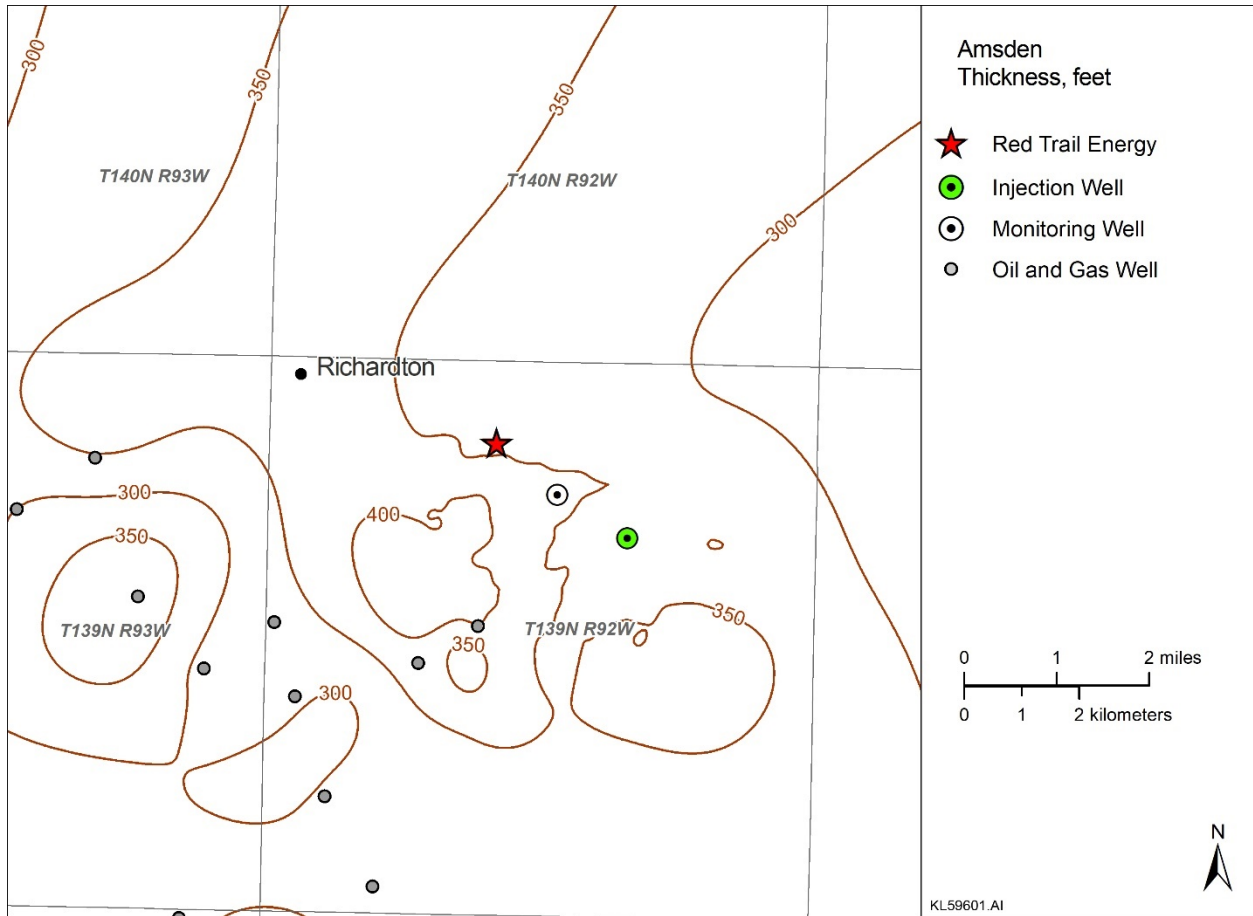 300
350
350
T140N R93W
T140N R92W
300
Richardton
300
400
350
T139N R93W
T139N R92W
350
350
300
Amsden
Thickness, feet
Red Trail Energy
Injection Well
Monitoring Well
Oil and Gas Well
0 1 2 miles
0 1 2 kilometers
N
KL59601.AI